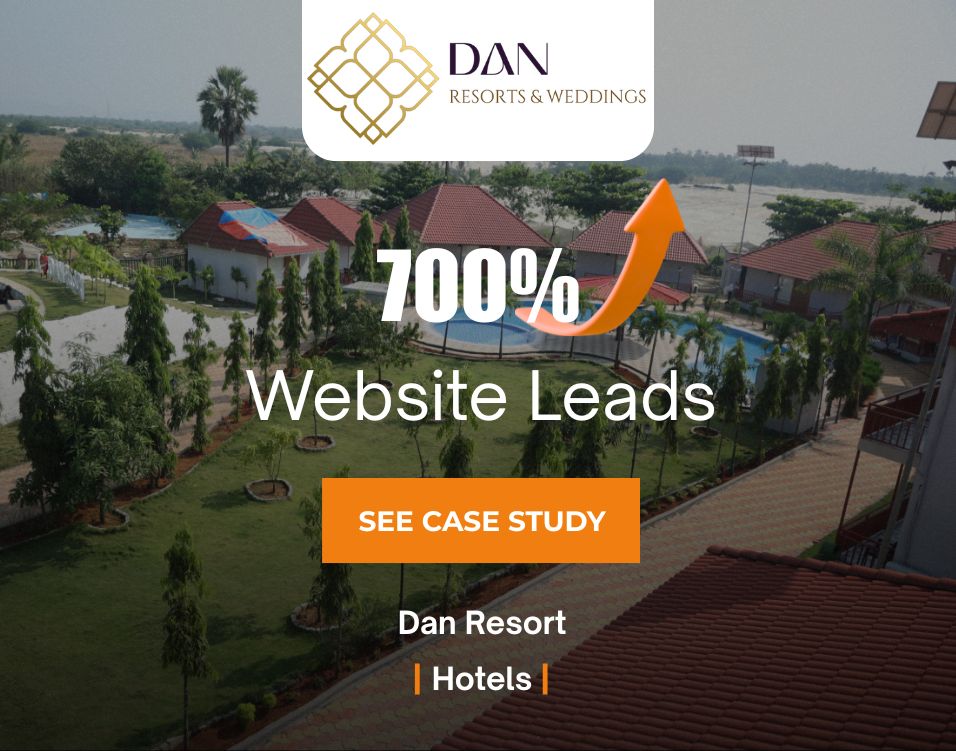 DAN
RESORTS & WEDDINGS
700%
Website Leads
SEE CASE STUDY
Dan Resort
| Hotels |